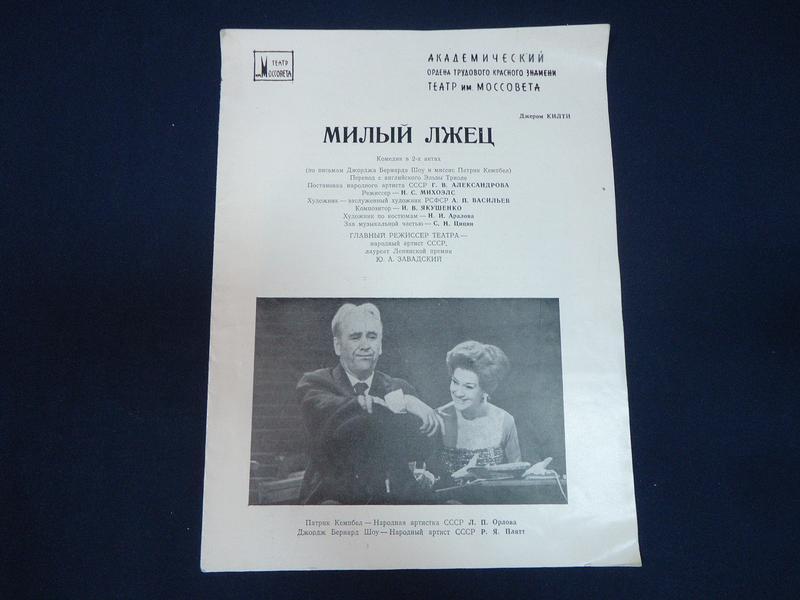 ТЕАТР
им. МОССОВЕТА
АКАДЕМИЧЕСКИЙ
ОРДЕНА ТРУДОВОГО КРАСНОГО ЗНАМЕНИ
ТЕАТР им. МОССОВЕТА
Джером КИЛТИ
МИЛЫЙ ЛЖЕЦ
Комедия в 2-х актах
(по письмам Джорджа Бернарда Шоу и миссис Патрик Кемпбел)
Перевод с английского Эльзы Триоле
Постановка народного артиста СССР Г. В. АЛЕКСАНДРОВА
Режиссер — Н. С. МИХОЭЛС
Художник — заслуженный художник РСФСР А. П. ВАСИЛЬЕВ
Композитор — И. В. ЯКУШЕНКО
Художник по костюмам — Н. И. Аралова
Зав музыкальной частью — С. Н. Цицин
ГЛАВНЫЙ РЕЖИССЕР ТЕАТРА —
народный артист СССР,
лауреат Ленинской премии
Ю. А. ЗАВАДСКИЙ
Патрик Кемпбел — Народная артистка СССР Л. П. Орлова
Джордж Бернард Шоу — Народный артист СССР Р. Я. Плятт